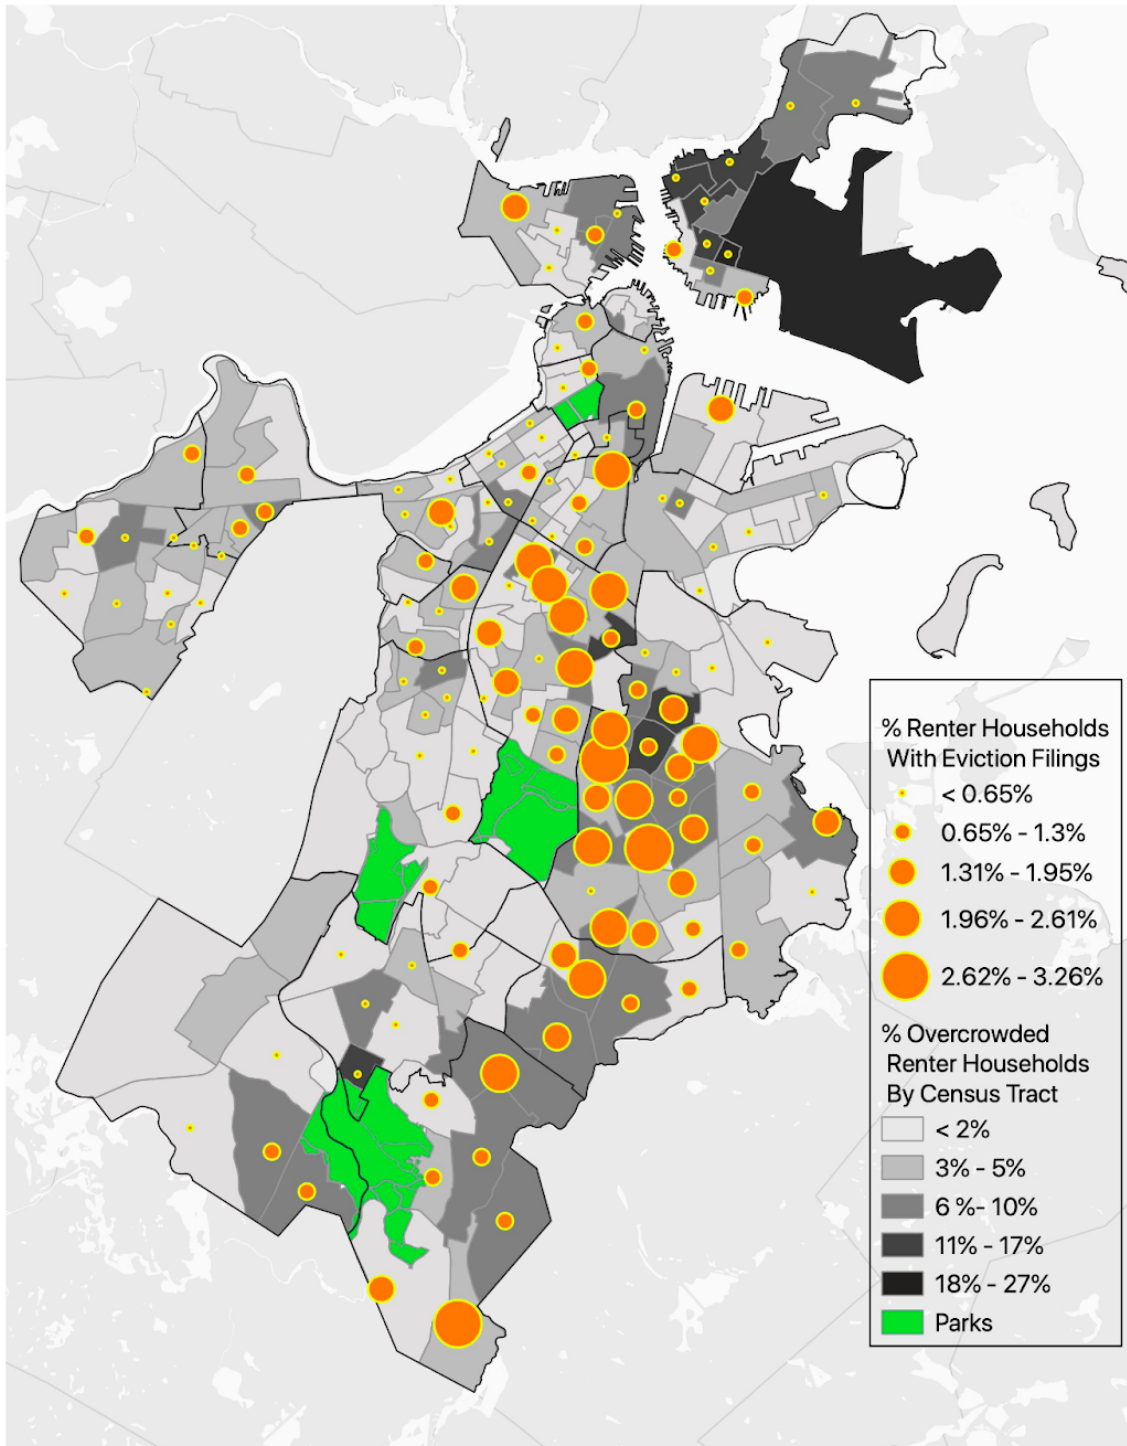 % Renter Households
With Eviction Filings
< 0.65%
0.65% - 1.3%
1.31% - 1.95%
1.96% - 2.61%
2.62% - 3.26%
% Overcrowded
Renter Households
By Census Tract
< 2%
3% - 5%
6 %- 10%
11% - 17%
18% - 27%
Parks